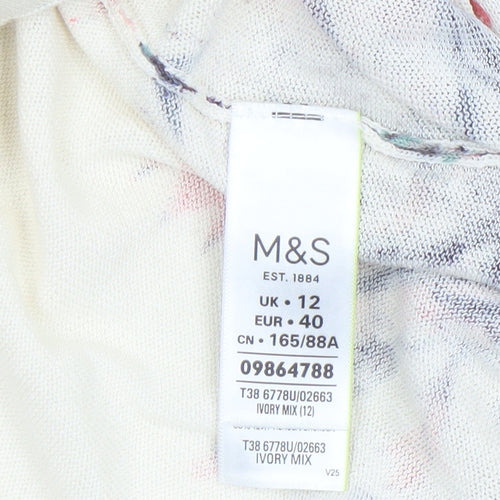 M&S
EST. 1884
UK • 12
EUR • 40
CN • 165/88A
09864788
T38 6778U/02663
IVORY MIX (12)
T38 6778U/02663
IVORY MIX
V25